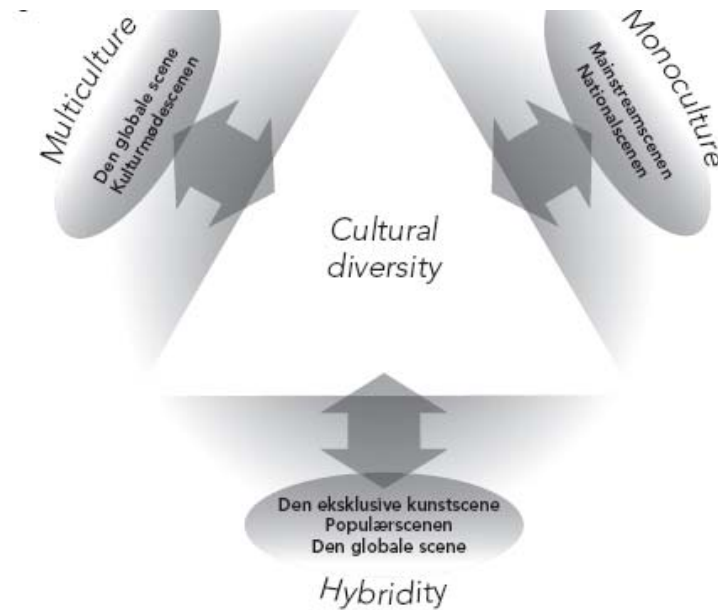 Multiculture
Den globale scene
Kulturmødescenen
Monoculture
Mainstreamscenen
Nationalscenen
Cultural
diversity
Den eksklusive kunstscene
Populærscenen
Den globale scene
Hybridity